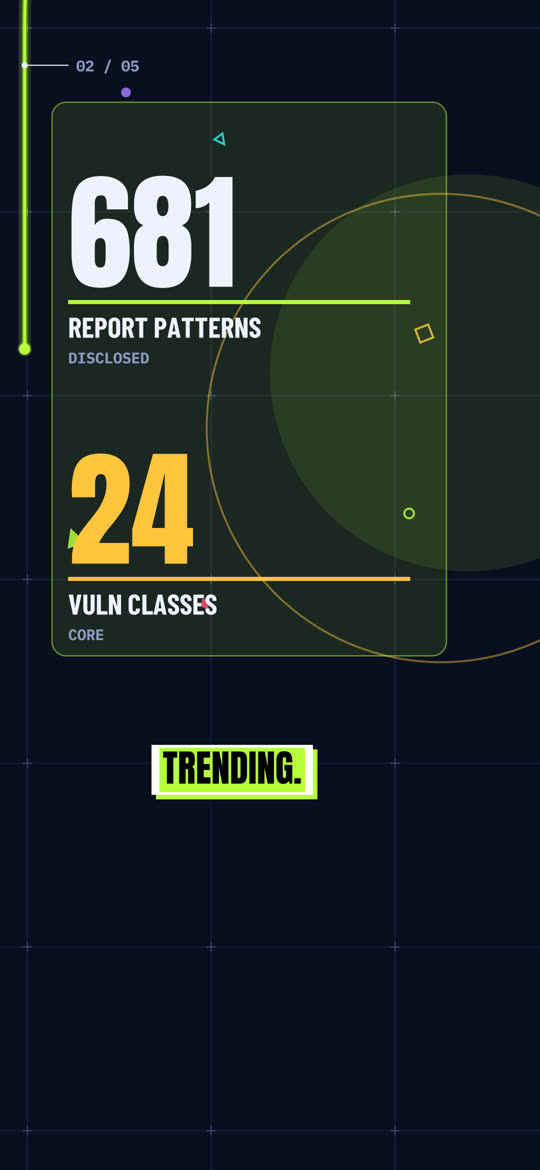 02 / 05
681
REPORT PATTERNS
DISCLOSED
24
VULN CLASSES
CORE
TRENDING.